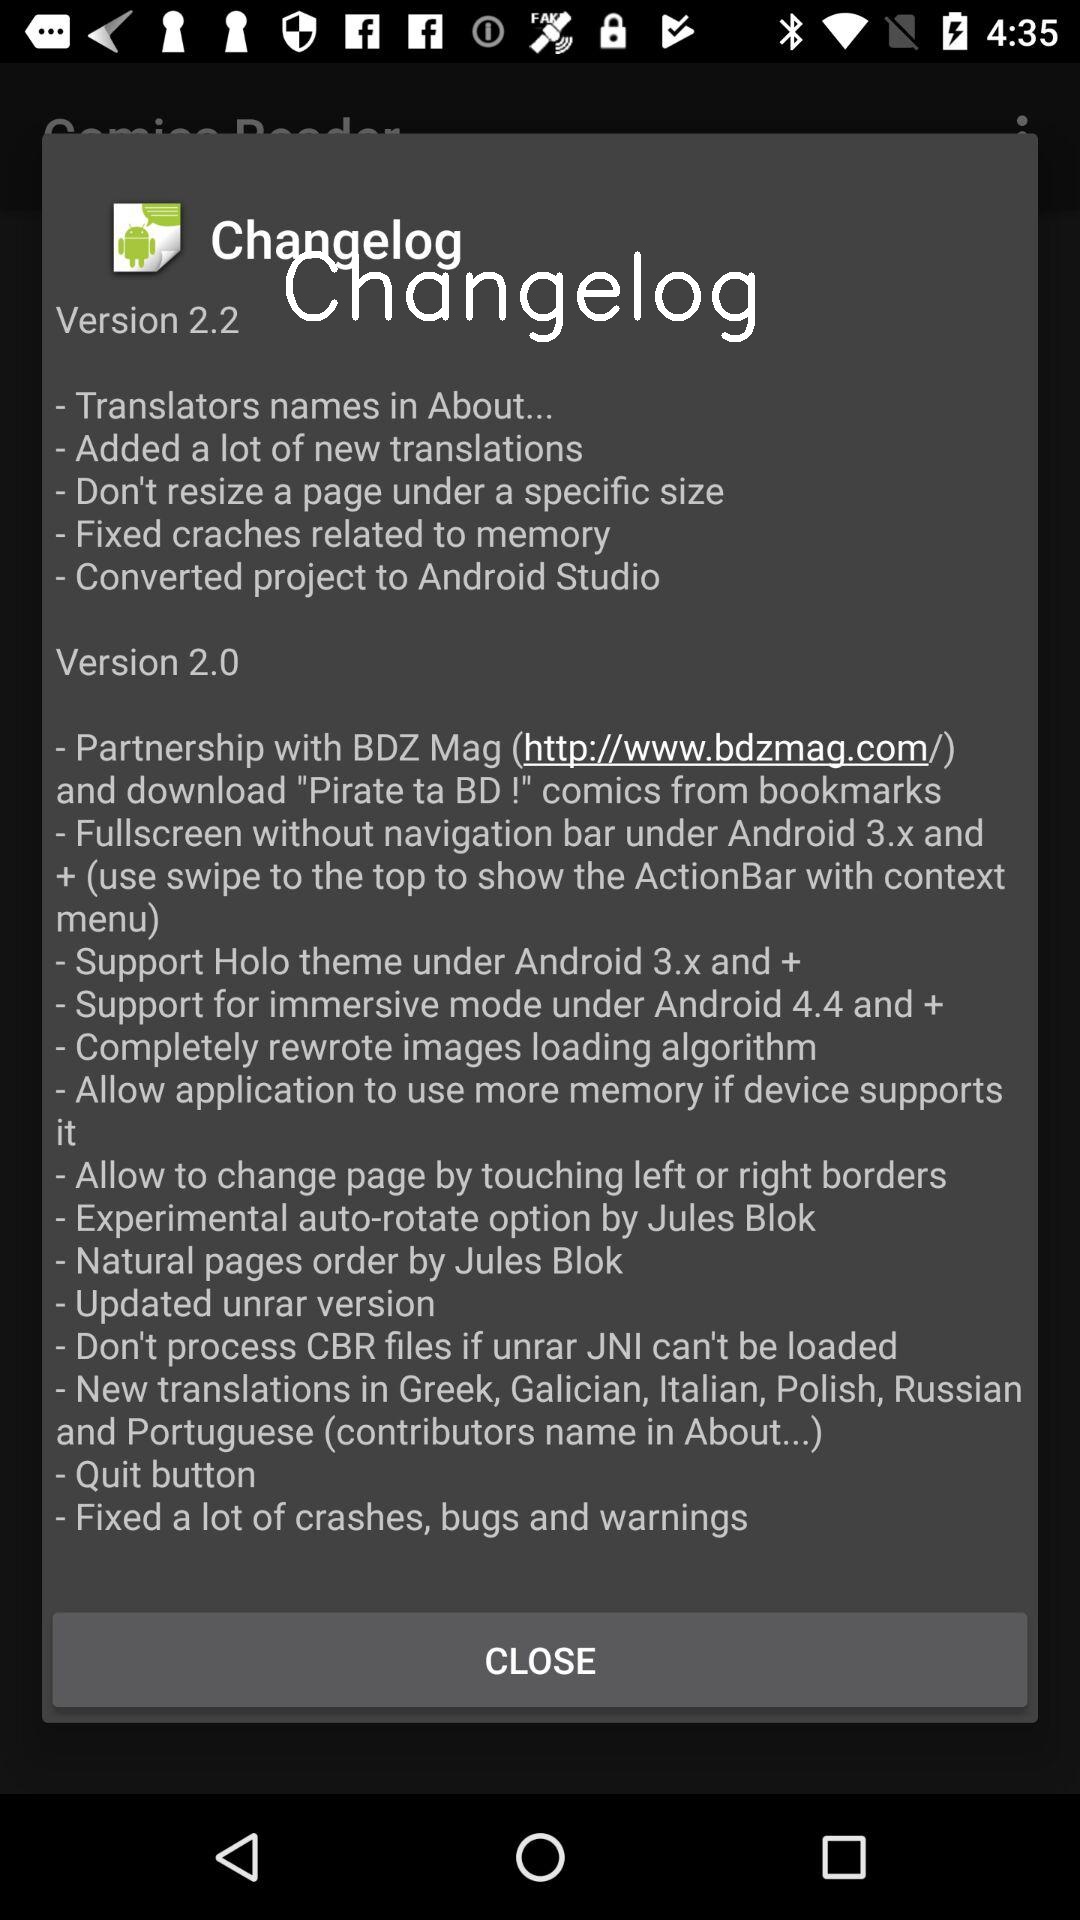 FAKE
4:35
Comics Reader
Changelog
Changelog
Version 2.2
- Translators names in About...
- Added a lot of new translations
- Don't resize a page under a specific size
- Fixed craches related to memory
- Converted project to Android Studio
Version 2.0
- Partnership with BDZ Mag (http://www.bdzmag.com/)
and download "Pirate ta BD !" comics from bookmarks
- Fullscreen without navigation bar under Android 3.x and
+ (use swipe to the top to show the ActionBar with context
menu)
- Support Holo theme under Android 3.x and +
- Support for immersive mode under Android 4.4 and +
- Completely rewrote images loading algorithm
- Allow application to use more memory if device supports
it
- Allow to change page by touching left or right borders
- Experimental auto-rotate option by Jules Blok
- Natural pages order by Jules Blok
- Updated unrar version
- Don't process CBR files if unrar JNI can't be loaded
- New translations in Greek, Galician, Italian, Polish, Russian
and Portuguese (contributors name in About...)
- Quit button
- Fixed a lot of crashes, bugs and warnings
CLOSE